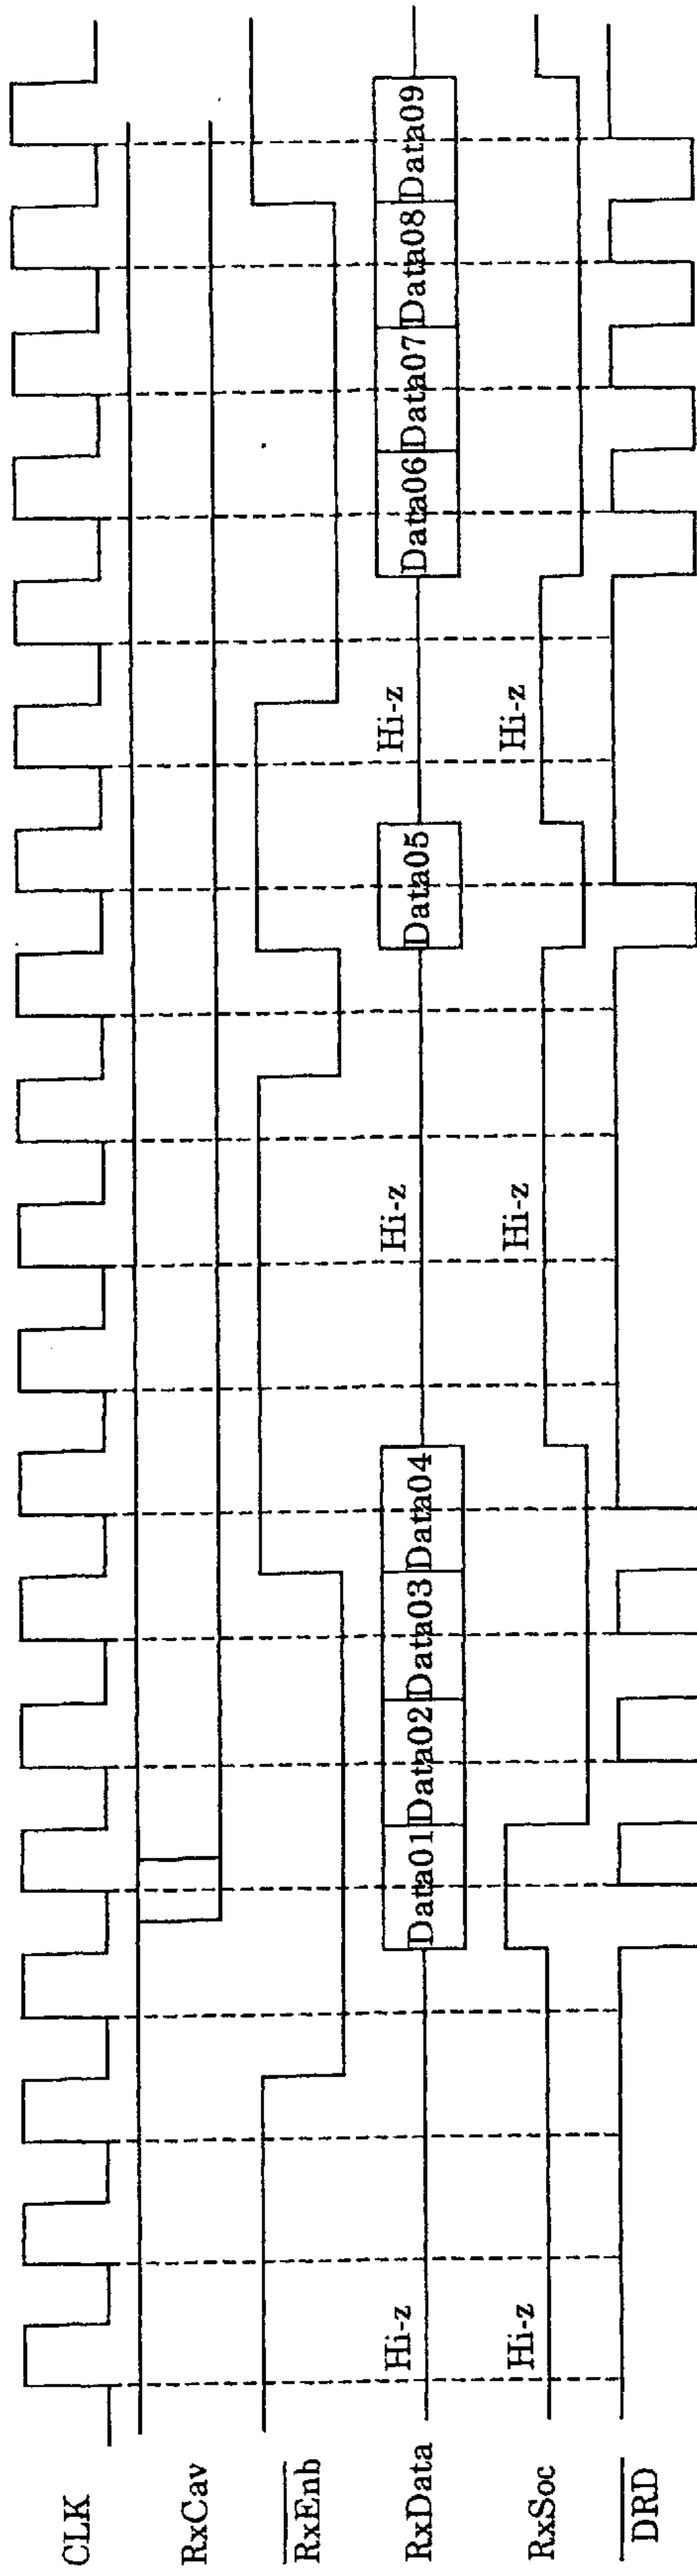 CLK
RxCav
RxEnb
RxData Hi-z Data01 Data02 Data03 Data04 Hi-z Data05 Hi-z Data06 Data07 Data08 Data09
RxSoc Hi-z Hi-z Hi-z
DRD